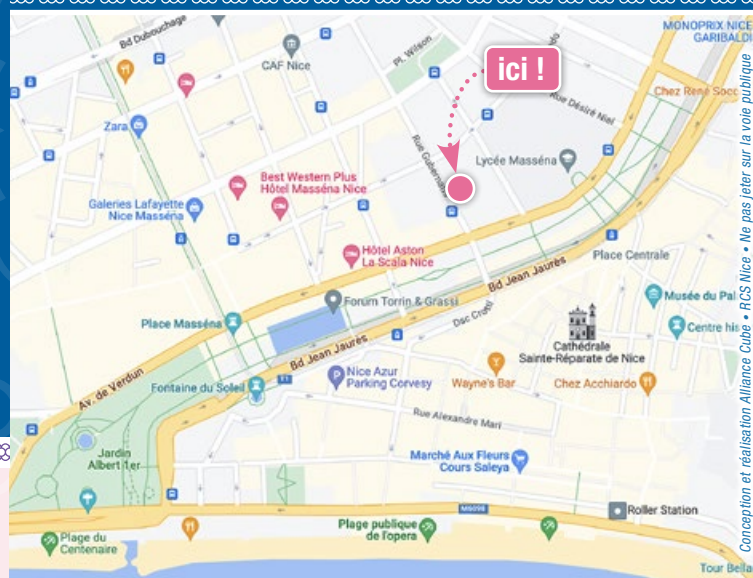 MONOPRIX NICE
GARIBALDI
Bd Dubouchage
CAF Nice
Pl. Wilson
ici !
Chez René Socc
Rue Désiré Niel
Zara
Lycée Masséna
Best Western Plus
Hôtel Masséna Nice
Rue Gubernatis
Galeries Lafayette
Nice Masséna
Hôtel Aston
La Scala Nice
Place Centrale
Bd Jean Jaurès
Forum Torrin & Grassi
Musée du Pal
Place Masséna
Dsc Crotti
Centre his
Bd Jean Jaurès
Cathédrale
Sainte-Réparate de Nice
Av. de Verdun
Fontaine du Soleil
Nice Azur
Parking Corvesy
Wayne's Bar
Chez Acchiardo
Rue Alexandre Mari
Jardin
Albert 1er
Marché Aux Fleurs
Cours Saleya
M6098
Roller Station
Plage du
Centenaire
Plage publique
de l'opera
Tour Bella
Conception et réalisation Alliance Cube • RCS Nice • Ne pas jeter sur la voie publique